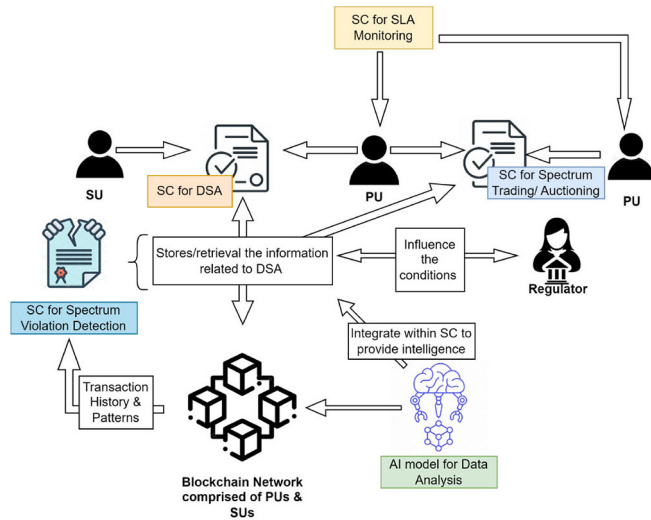 SC for SLA
Monitoring
SU
SC for DSA
PU
SC for Spectrum
Trading/ Auctioning
PU
Stores/retrieval the information
related to DSA
Influence
the
conditions
Regulator
SC for Spectrum
Violation Detection
Integrate within SC to
provide intelligence
Transaction
History &
Patterns
AI model for Data
Analysis
Blockchain Network
comprised of PUs &
SUs